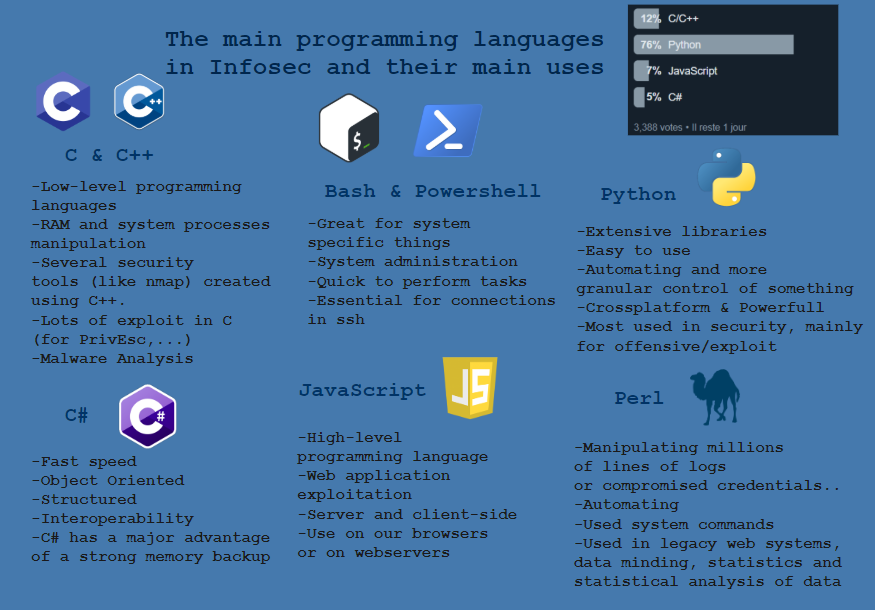 The main programming languages
in Infosec and their main uses
12% C/C++
76% Python
7% JavaScript
5% C#
3,388 votes • Il reste 1 jour
C
C++
C & C++
-Low-level programming
languages
-RAM and system processes
manipulation
-Several security
tools (like nmap) created
using C++.
-Lots of exploit in C
(for PrivEsc,...)
-Malware Analysis
$_
Bash & Powershell
-Great for system
specific things
-System administration
-Quick to perform tasks
-Essential for connections
in ssh
Python
-Extensive libraries
-Easy to use
-Automating and more
granular control of something
-Crossplatform & Powerfull
-Most used in security, mainly
for offensive/exploit
C#
C#
-Fast speed
-Object Oriented
-Structured
-Interoperability
-C# has a major advantage
of a strong memory backup
JavaScript
JS
-High-level
programming language
-Web application
exploitation
-Server and client-side
-Use on our browsers
or on webservers
Perl
-Manipulating millions
of lines of logs
or compromised credentials..
-Automating
-Used system commands
-Used in legacy web systems,
data minding, statistics and
statistical analysis of data